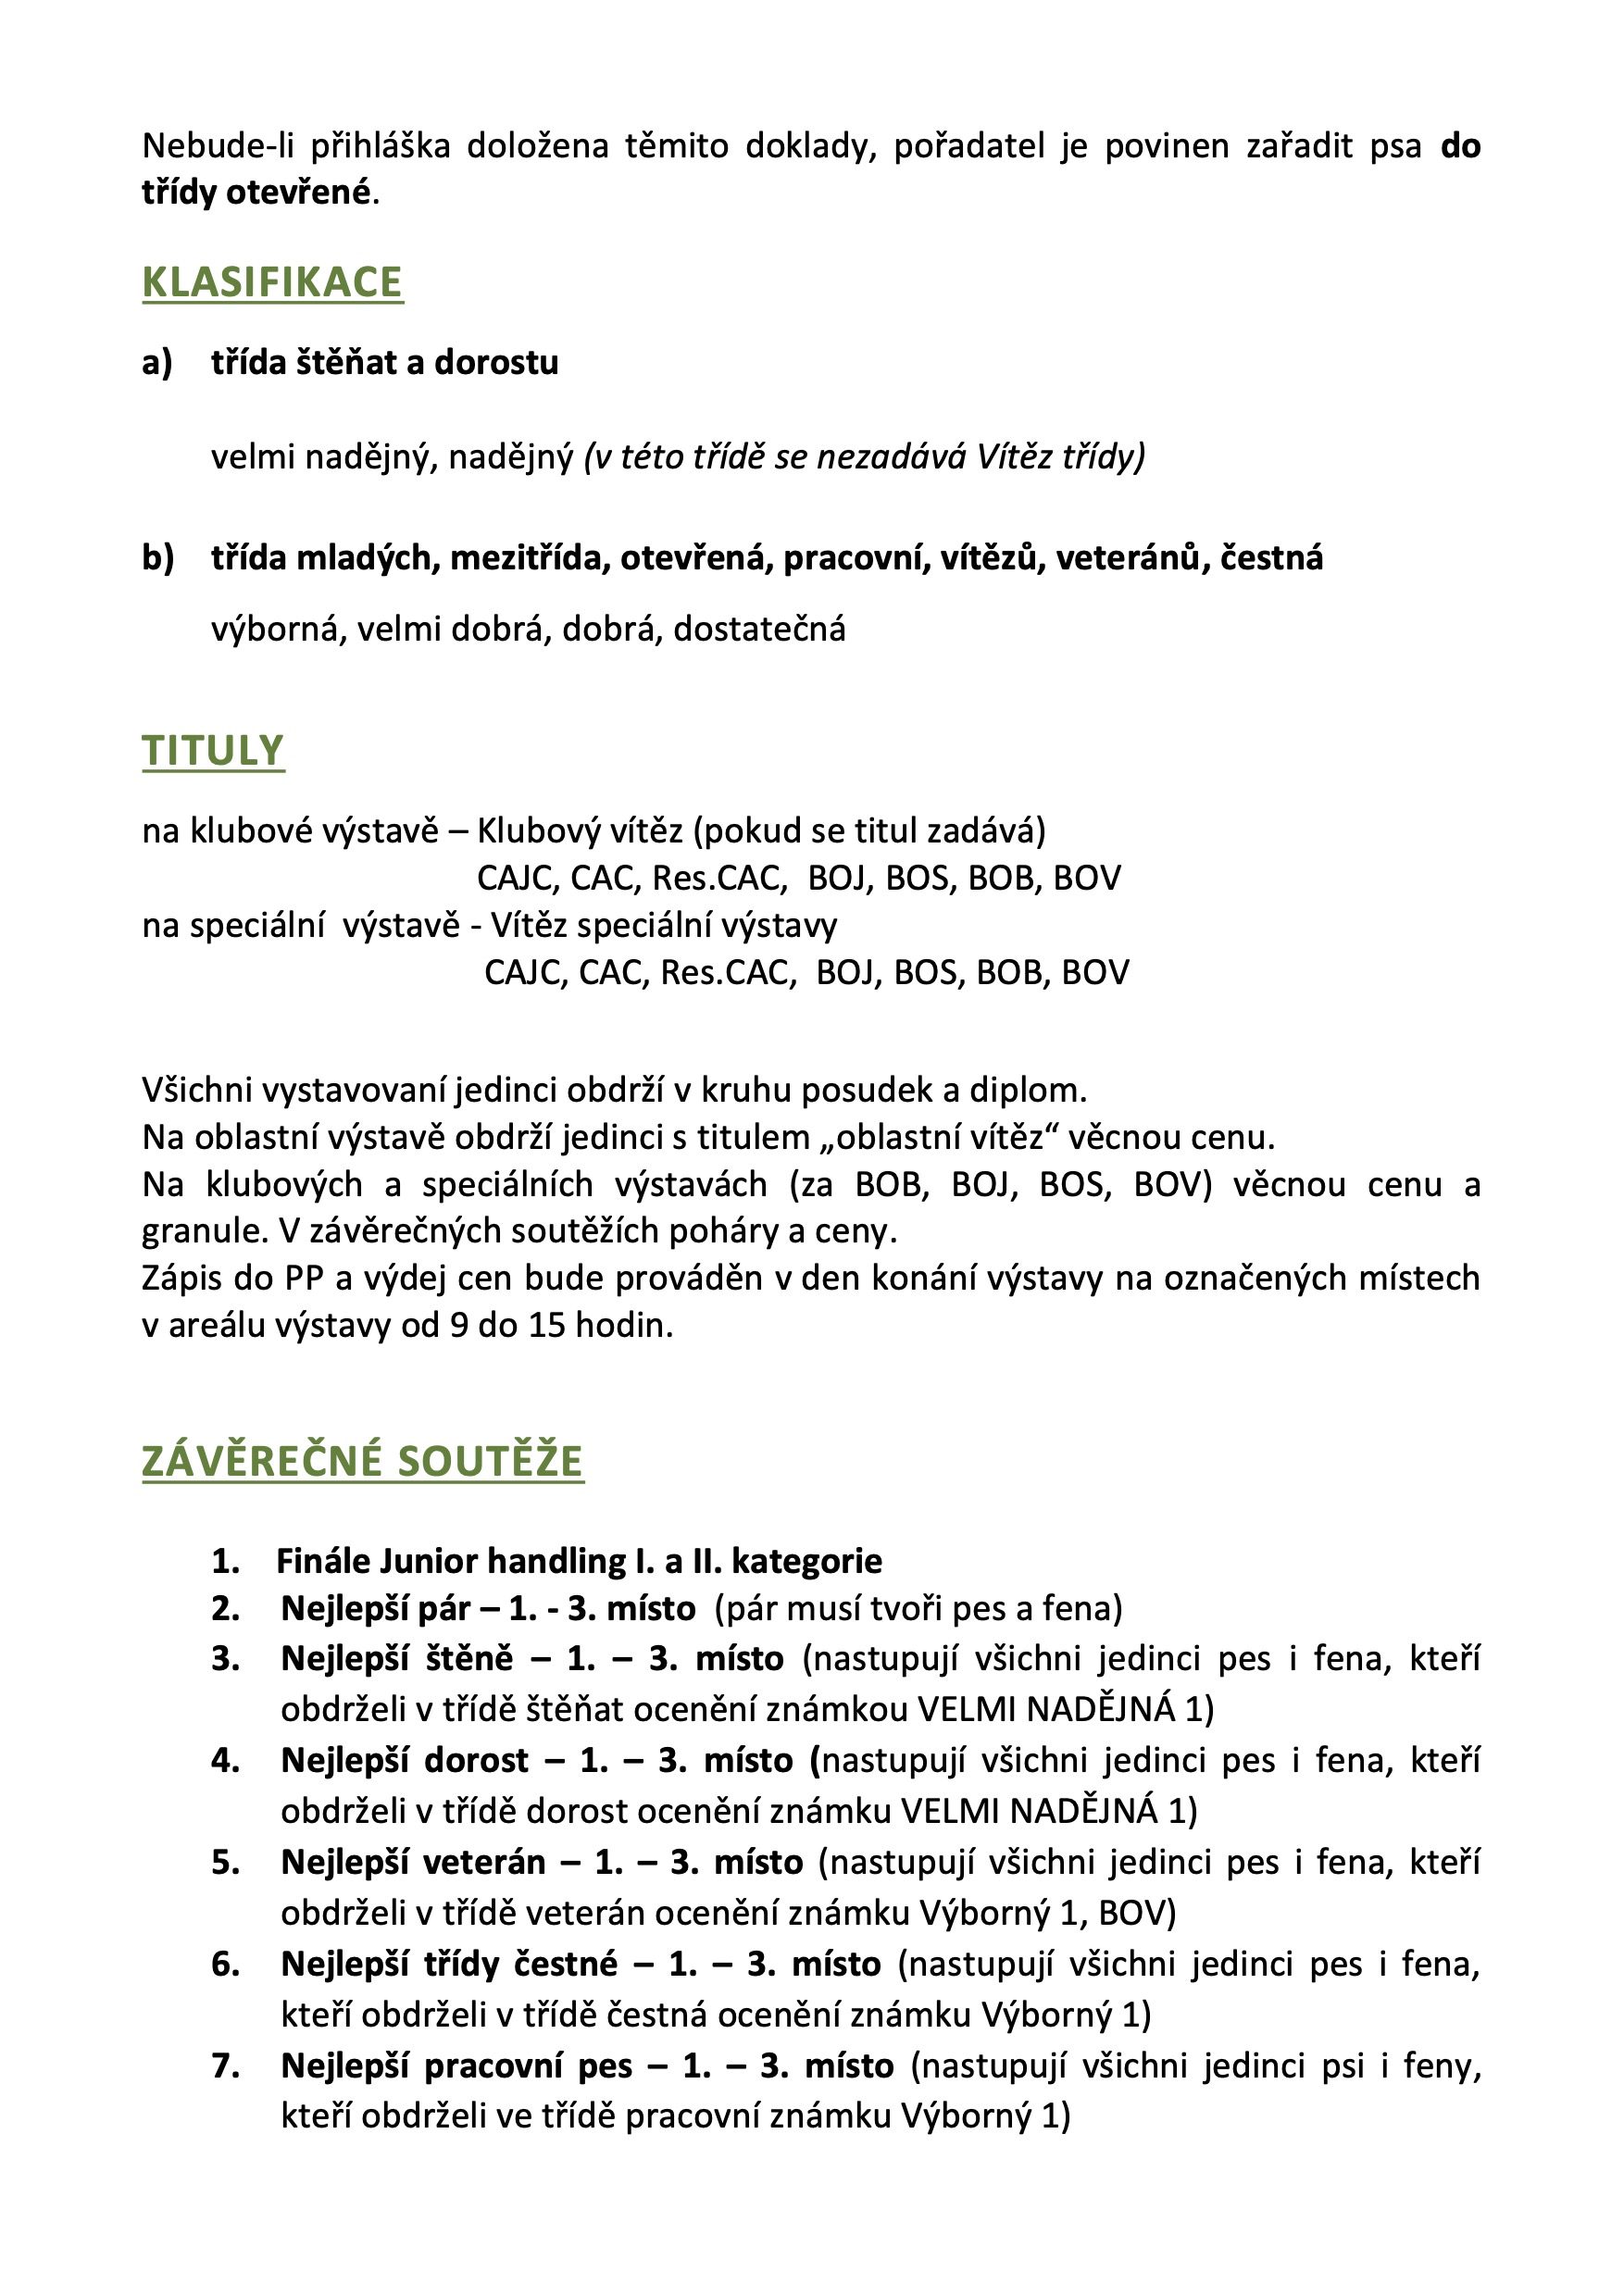 Nebude-li přihláška doložena těmito doklady, pořadatel je povinen zařadit psa do
třídy otevřené.
KLASIFIKACE
a) třída štěňat a dorostu
velmi nadějný, nadějný (v této třídě se nezadává Vítěz třídy)
b) třída mladých, mezitřída, otevřená, pracovní, vítězů, veteránů, čestná
výborná, velmi dobrá, dobrá, dostatečná
TITULY
na klubové výstavě – Klubový vítěz (pokud se titul zadává)
CAJC, CAC, Res.CAC, BOJ, BOS, BOB, BOV
na speciální výstavě - Vítěz speciální výstavy
CAJC, CAC, Res.CAC, BOJ, BOS, BOB, BOV
Všichni vystavovaní jedinci obdrží v kruhu posudek a diplom.
Na oblastní výstavě obdrží jedinci s titulem „oblastní vítěz“ věcnou cenu.
Na klubových a speciálních výstavách (za BOB, BOJ, BOS, BOV) věcnou cenu a
granule. V závěrečných soutěžích poháry a ceny.
Zápis do PP a výdej cen bude prováděn v den konání výstavy na označených místech
v areálu výstavy od 9 do 15 hodin.
ZÁVĚREČNÉ SOUTĚŽE
1. Finále Junior handling I. a II. kategorie
2. Nejlepší pár – 1. - 3. místo (pár musí tvoři pes a fena)
3. Nejlepší štěně – 1. – 3. místo (nastupují všichni jedinci pes i fena, kteří
obdrželi v třídě štěňat ocenění známkou VELMI NADĚJNÁ 1)
4. Nejlepší dorost – 1. – 3. místo (nastupují všichni jedinci pes i fena, kteří
obdrželi v třídě dorost ocenění známku VELMI NADĚJNÁ 1)
5. Nejlepší veterán – 1. – 3. místo (nastupují všichni jedinci pes i fena, kteří
obdrželi v třídě veterán ocenění známku Výborný 1, BOV)
6. Nejlepší třídy čestné – 1. – 3. místo (nastupují všichni jedinci pes i fena,
kteří obdrželi v třídě čestná ocenění známku Výborný 1)
7. Nejlepší pracovní pes – 1. – 3. místo (nastupují všichni jedinci psi i feny,
kteří obdrželi ve třídě pracovní známku Výborný 1)